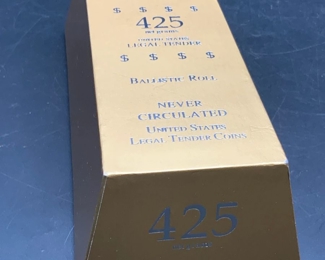 $ $ $ $
425
UNITED STATES
LEGAL TENDER
$ $ $ $
BALLISTIC ROLL
NEVER
CIRCULATED
UNITED STATES
LEGAL TENDER COINS
425